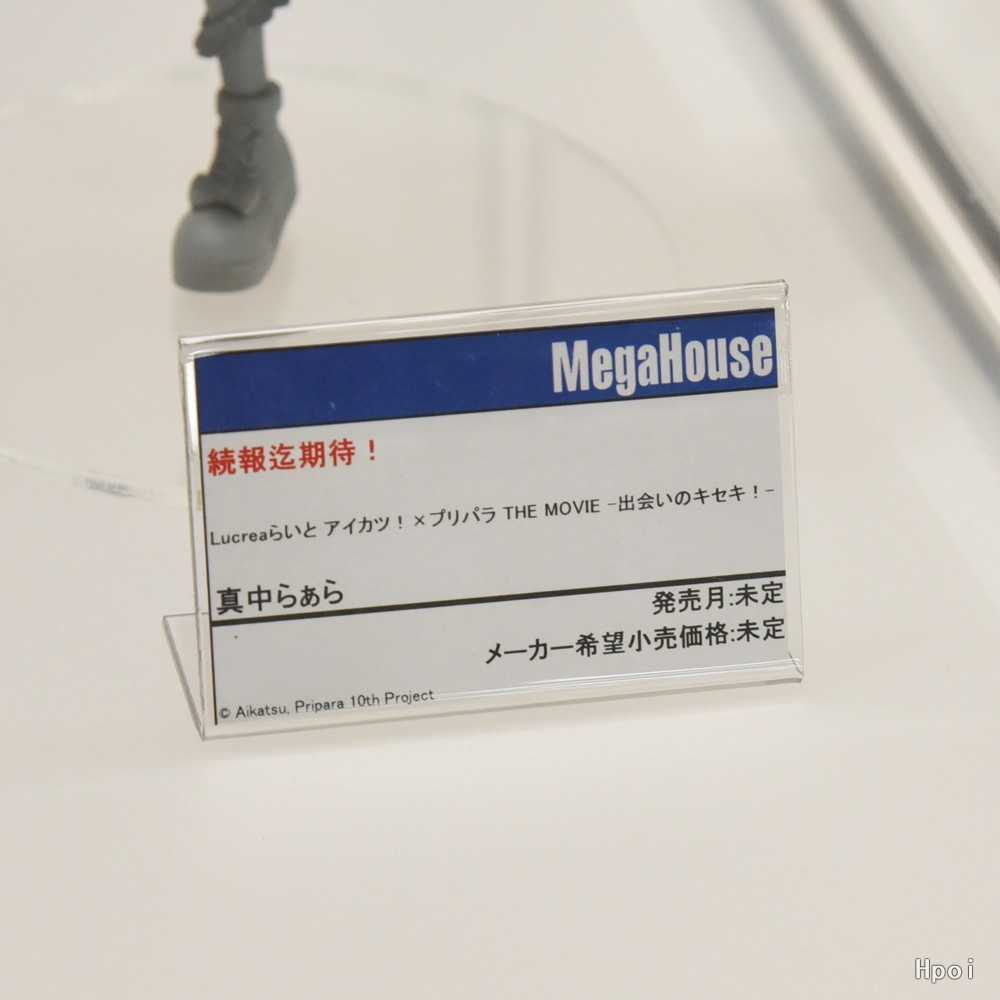 MegaHouse
続報迄期待！
Lucreaらいと アイカツ！×プリパラ THE MOVIE -出会いのキセキ！-
真中らぁら
発売月:未定
メーカー希望小売価格:未定
© Aikatsu, Pripara 10th Project
Hpoi